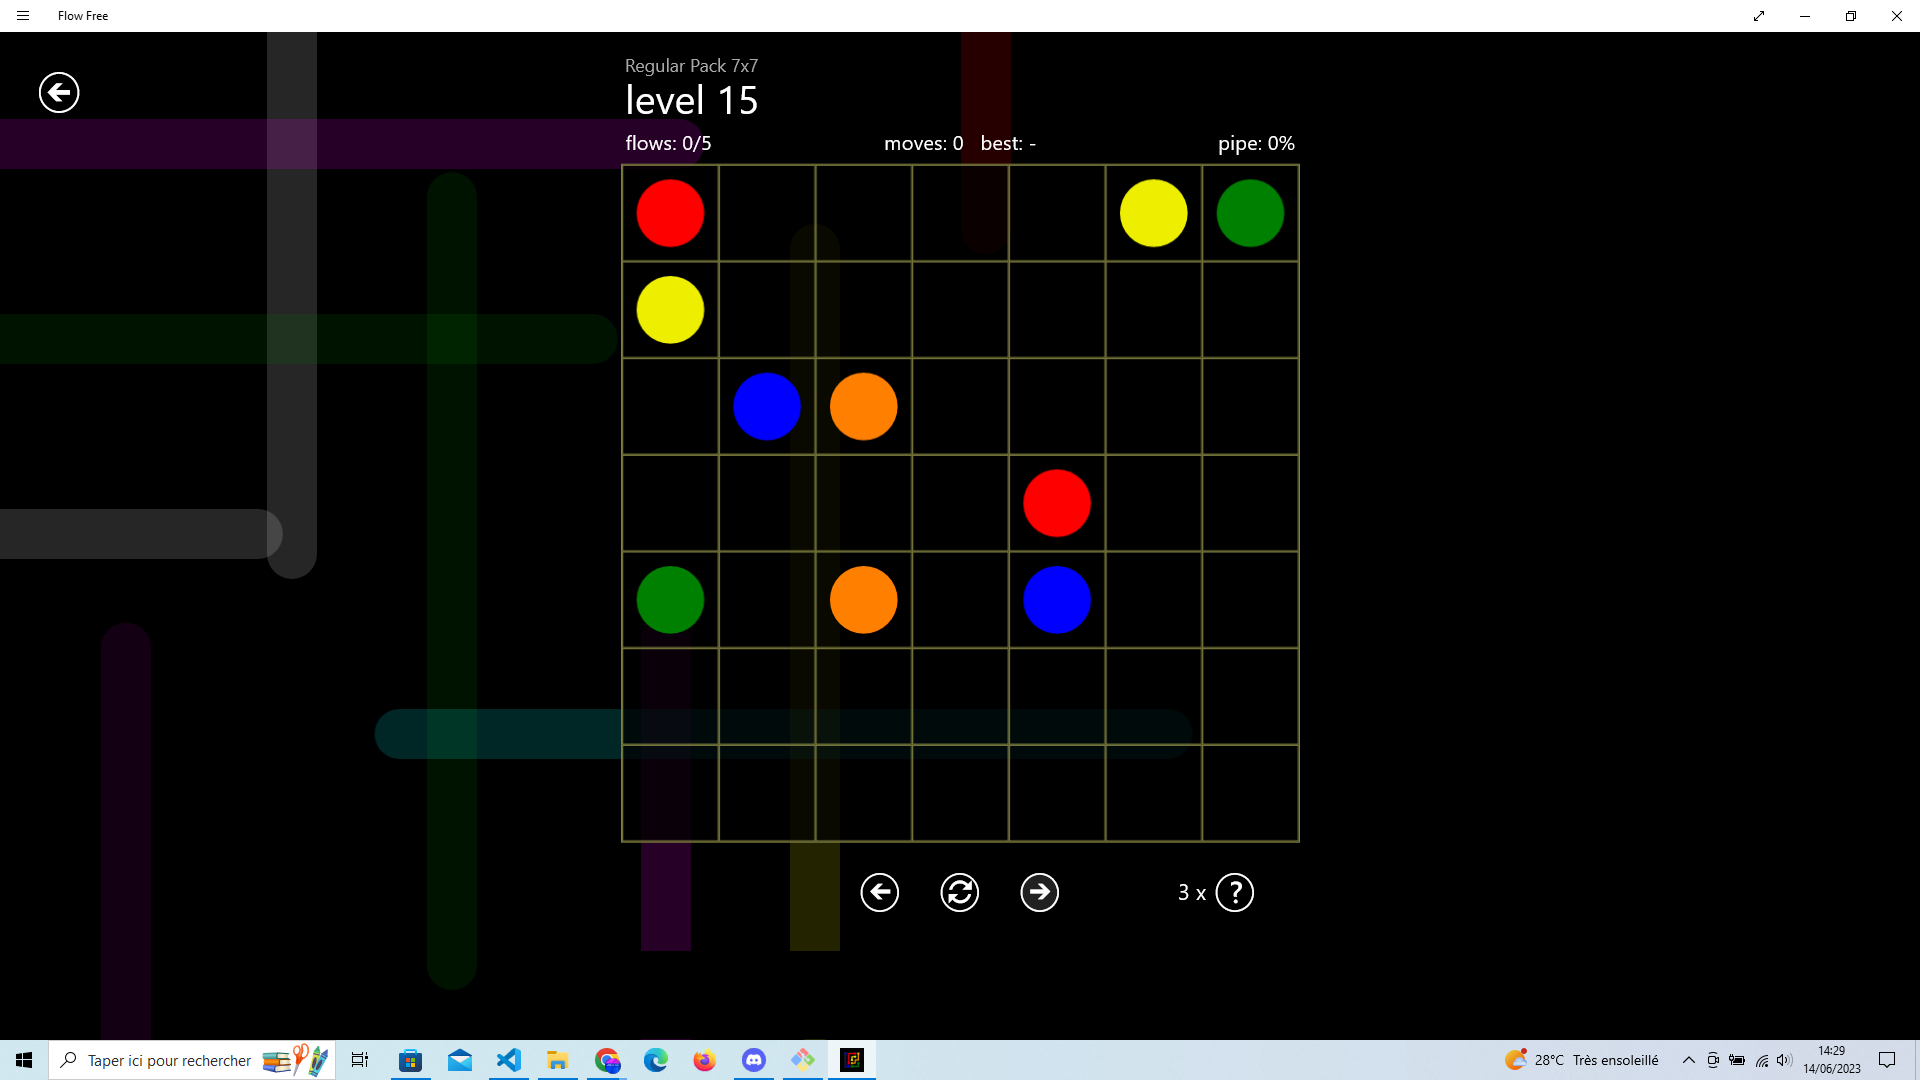 Flow Free
Regular Pack 7x7
level 15
flows: 0/5 moves: 0 best: - pipe: 0%
3 x ?
Taper ici pour rechercher
28°C Très ensoleillé
14:29
14/06/2023